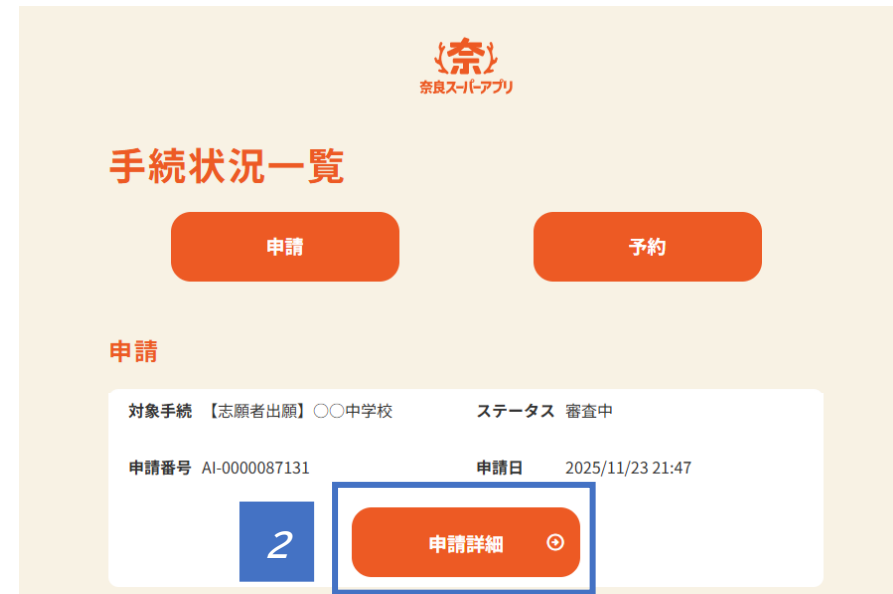 奈
奈良スーパーアプリ
手続状況一覧
申請
予約
申請
対象手続 【志願者出願】〇〇中学校 ステータス 審査中
申請番号 AI-0000087131 申請日 2025/11/23 21:47
2
申請詳細